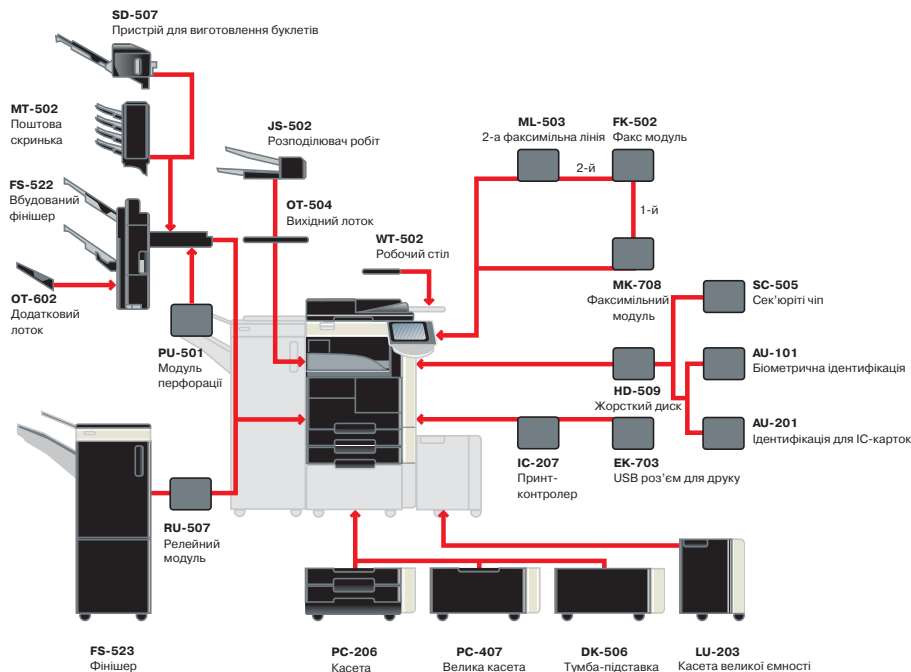 SD-507
Пристрій для виготовлення буклетів
MT-502
Поштова
скринька
JS-502
Розподілювач робіт
ML-503
2-а факсимільна лінія
FK-502
Факс модуль
2-й
1-й
FS-522
Вбудований
фінішер
OT-504
Вихідний лоток
WT-502
Робочий стіл
OT-602
Додатковий
лоток
PU-501
Модуль
перфорації
MK-708
Факсимільний
модуль
SC-505
Сек’юріті чіп
AU-101
Біометрична ідентифікація
HD-509
Жорсткий диск
AU-201
Ідентифікація для IC-карток
IC-207
Принт-
контролер
EK-703
USB роз’єм для друку
RU-507
Релейний
модуль
FS-523
Фінішер
PC-206
Касета
PC-407
Велика касета
DK-506
Тумба-підставка
LU-203
Касета великої ємності